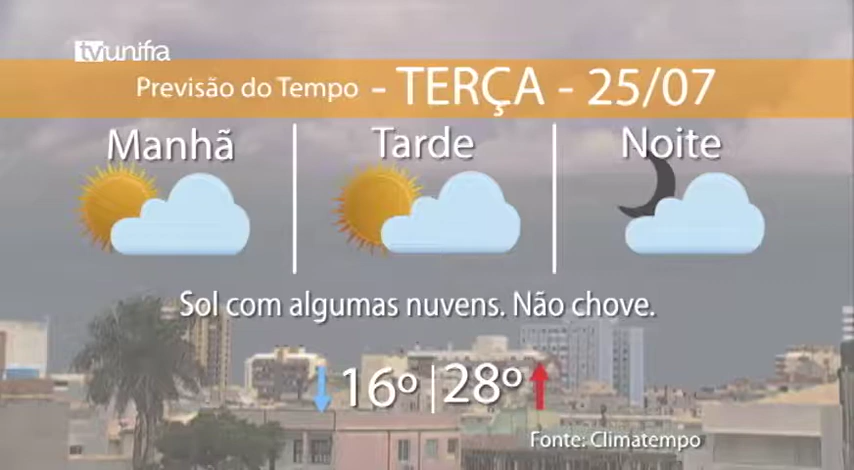 tvunifra
Previsão do Tempo - TERÇA - 25/07
Manhã Tarde Noite
Sol com algumas nuvens. Não chove.
16º | 28º
Fonte: Climatempo